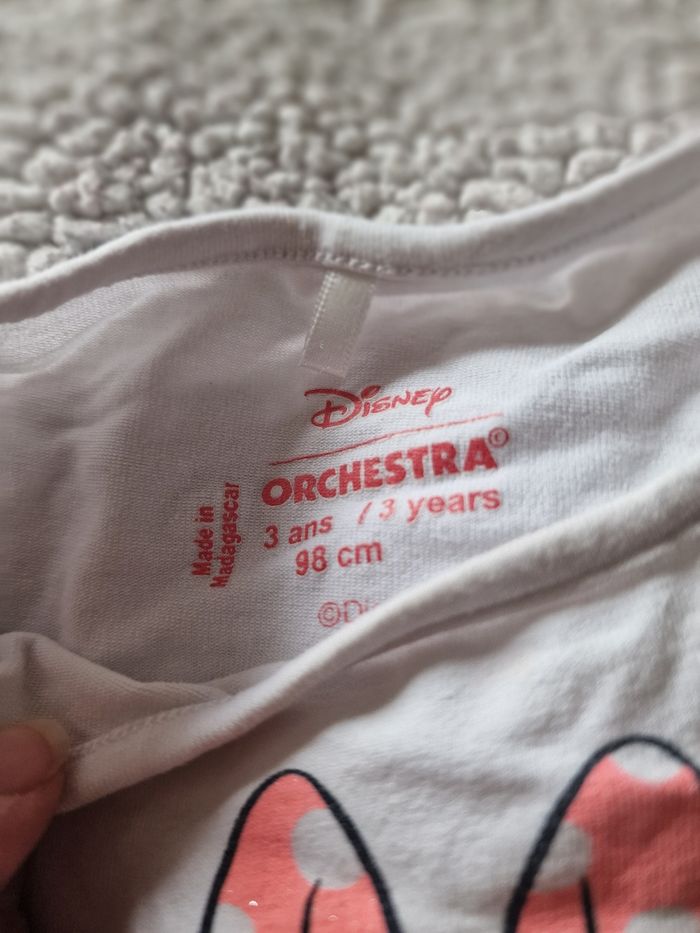 Disney
ORCHESTRA©
3 ans / 3 years
98 cm
Made in
Madagascar